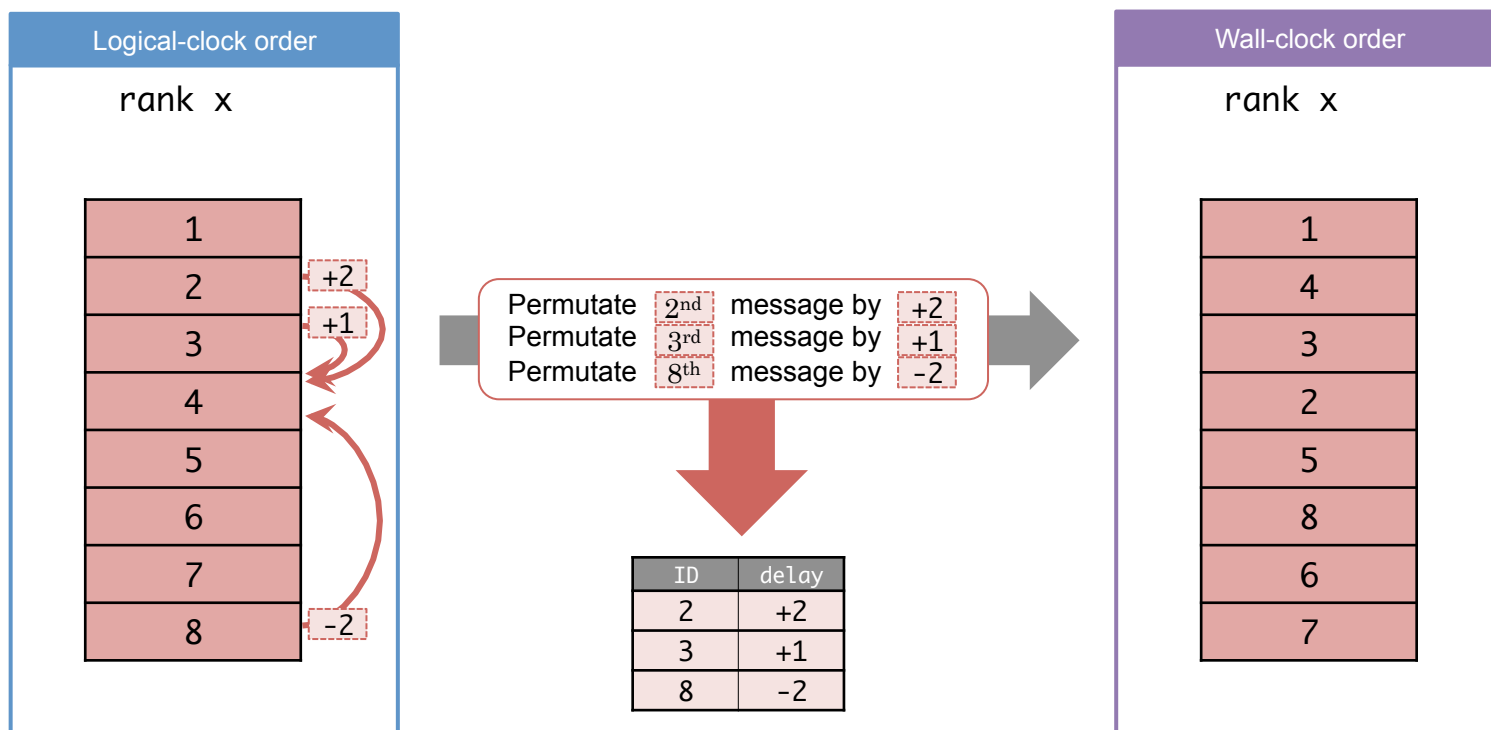 Logical-clock order
rank x
1
2
+2
3
+1
4
5
6
7
8
-2
Permutate 2nd message by +2
Permutate 3rd message by +1
Permutate 8th message by -2
ID delay
2 +2
3 +1
8 -2
Wall-clock order
rank x
1
4
3
2
5
8
6
7